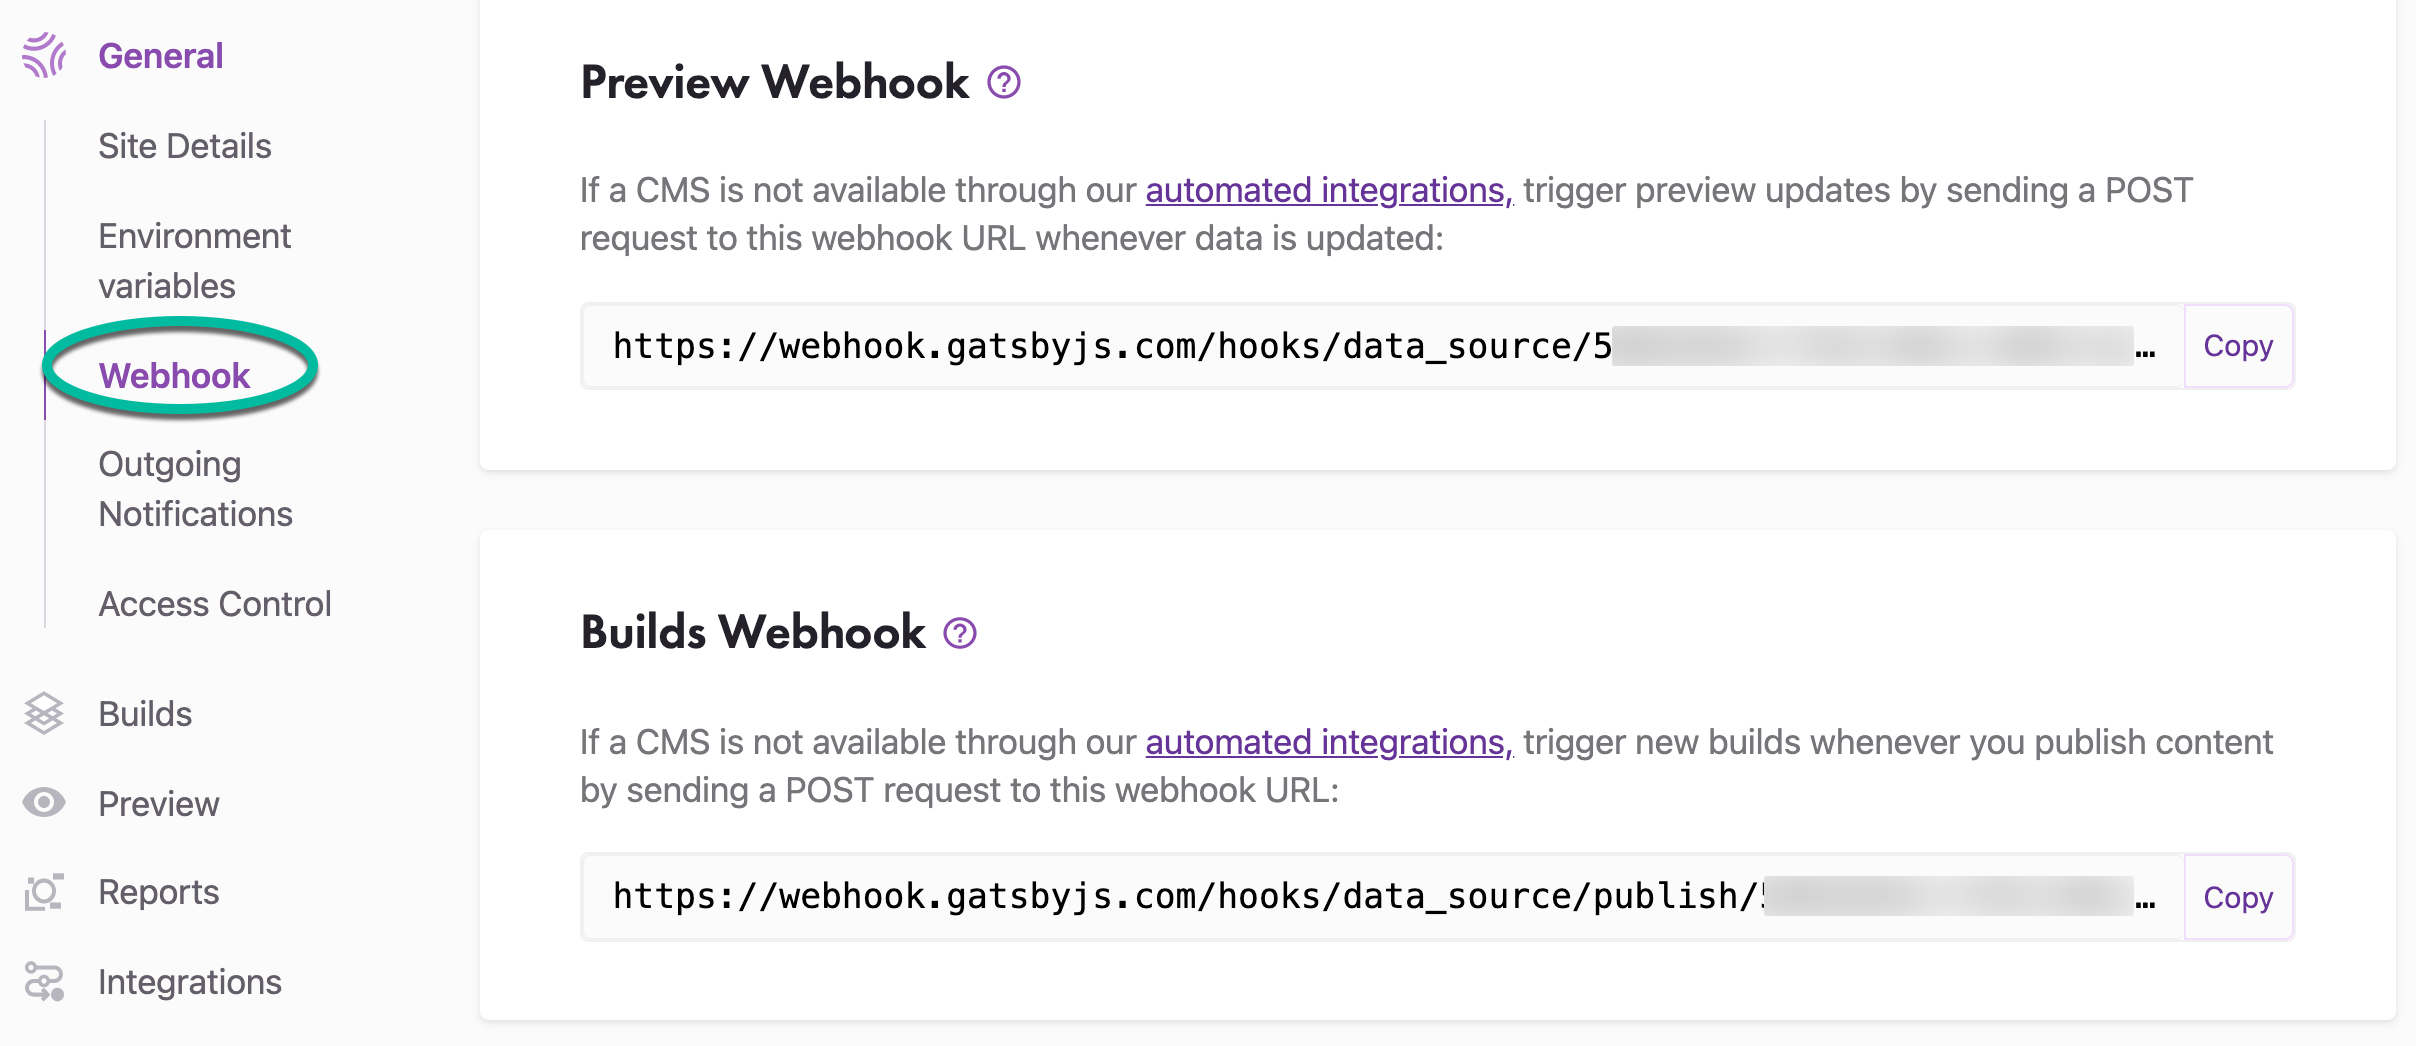 General
Site Details
Environment
variables
Webhook
Outgoing
Notifications
Access Control
Builds
Preview
Reports
Integrations
Preview Webhook ?
If a CMS is not available through our automated integrations, trigger preview updates by sending a POST
request to this webhook URL whenever data is updated:
https://webhook.gatsbyjs.com/hooks/data_source/5 ... Copy
Builds Webhook ?
If a CMS is not available through our automated integrations, trigger new builds whenever you publish content
by sending a POST request to this webhook URL:
https://webhook.gatsbyjs.com/hooks/data_source/publish/ ... Copy